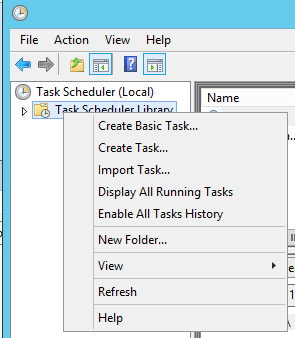 File Action View Help
Task Scheduler (Local)
Task Scheduler Library
Name
Create Basic Task...
Create Task...
Import Task...
Display All Running Tasks
Enable All Tasks History
New Folder...
View
Refresh
Help